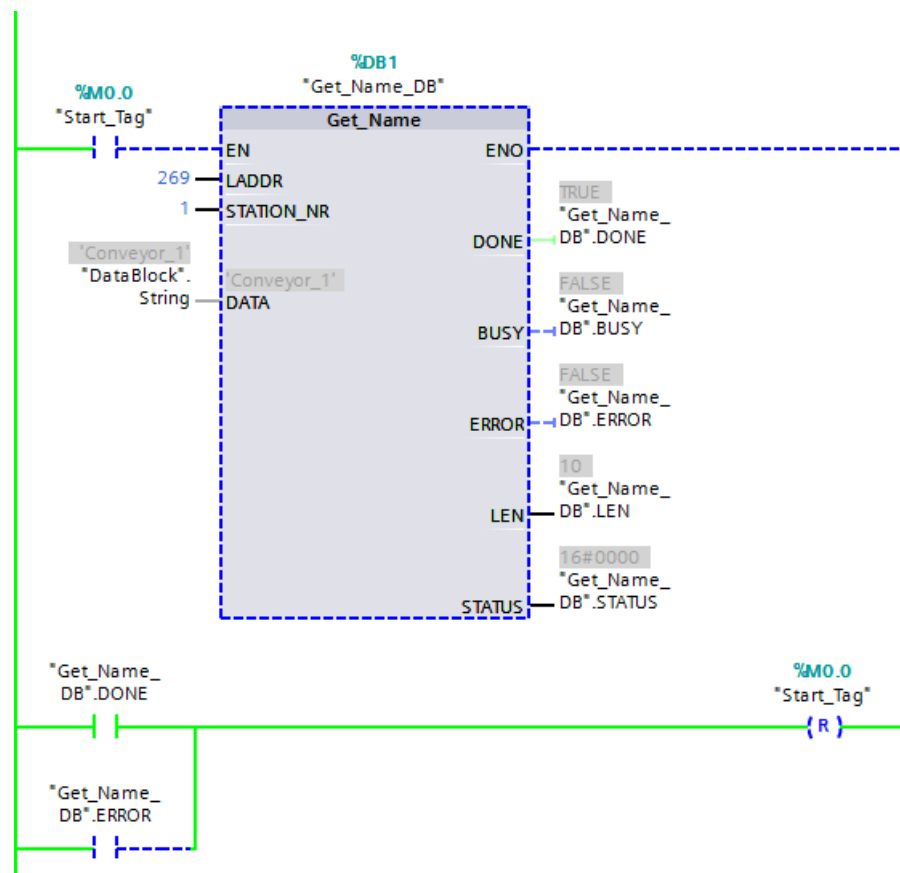 %DB1
"Get_Name_DB"
%M0.0
"Start_Tag"
Get_Name
EN
ENO
269
LADDR
1
STATION_NR
TRUE
"Get_Name_
DB".DONE
DONE
'Conveyor_1'
"DataBlock".
String
'Conveyor_1'
DATA
FALSE
"Get_Name_
DB".BUSY
BUSY
FALSE
"Get_Name_
DB".ERROR
ERROR
10
"Get_Name_
DB".LEN
LEN
16#0000
"Get_Name_
DB".STATUS
STATUS
"Get_Name_
DB".DONE
%M0.0
"Start_Tag"
R
"Get_Name_
DB".ERROR